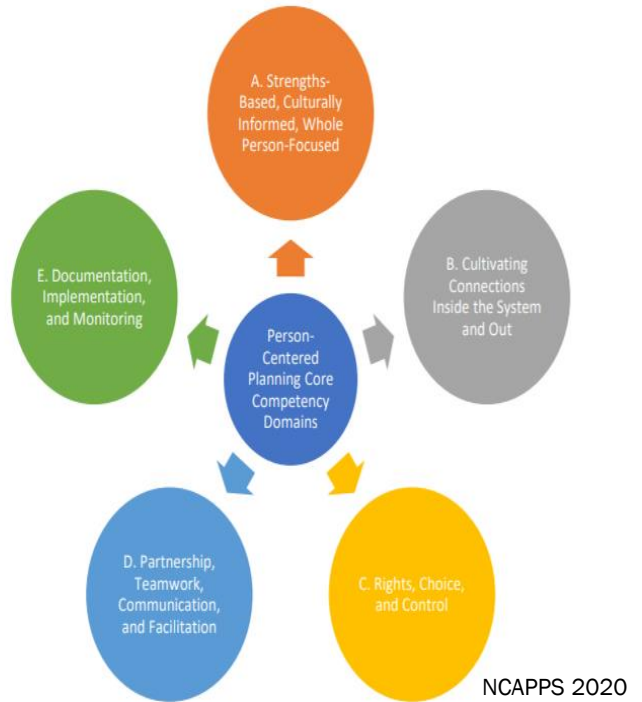 A. Strengths-
Based, Culturally
Informed, Whole
Person-Focused
B. Cultivating
Connections
Inside the System
and Out
C. Rights, Choice,
and Control
D. Partnership,
Teamwork,
Communication,
and Facilitation
E. Documentation,
Implementation,
and Monitoring
Person-
Centered
Planning Core
Competency
Domains
NCAPPS 2020